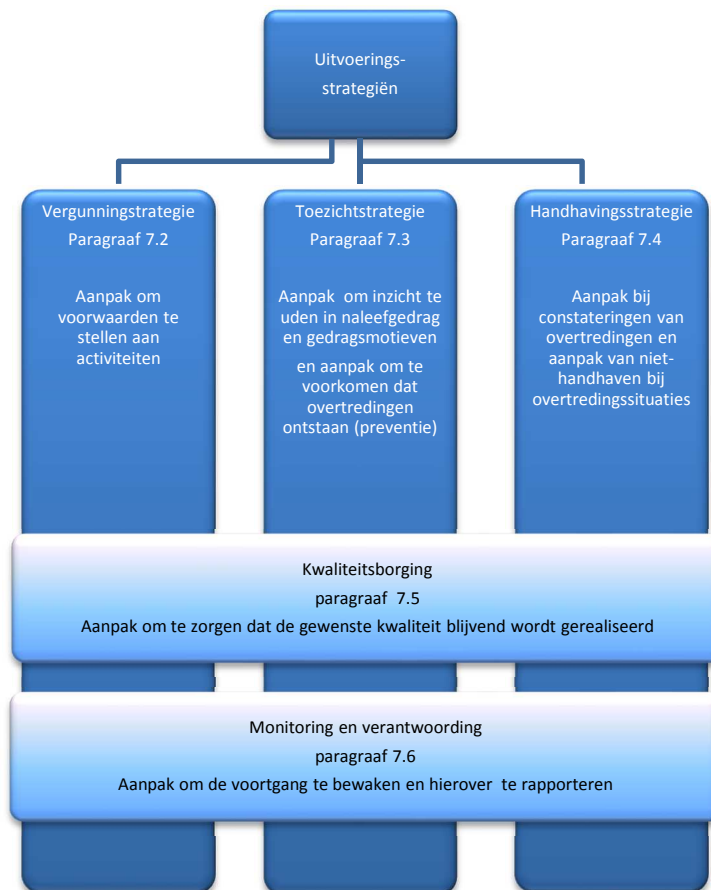 Uitvoerings-
strategiën
Vergunningstrategie
Paragraaf 7.2
Aanpak om
voorwaarden te
stellen aan
activiteiten
Toezichtstrategie
Paragraaf 7.3
Aanpak om inzicht te
uden in naleefgedrag
en gedragsmotieven
en aanpak om te
voorkomen dat
overtredingen
ontstaan (preventie)
Handhavingsstrategie
Paragraaf 7.4
Aanpak bij
constateringen van
overtredingen en
aanpak van niet-
handhaven bij
overtredingssituaties
Kwaliteitsborging
paragraaf 7.5
Aanpak om te zorgen dat de gewenste kwaliteit blijvend wordt gerealiseerd
Monitoring en verantwoording
paragraaf 7.6
Aanpak om de voortgang te bewaken en hierover te rapporteren